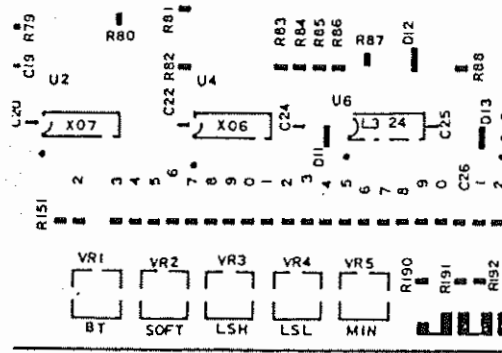 R79
R80
R81
R83
R84
R85
R86
R87
D12
C19
U2
R82
U4
U6
R88
C20
X07
C22
X06
C24
L3 24
C25
D13
D11
R151
2 3 4 5 6 7 8 9 0 1 2 3 4 5 6 7 8 9 0 C26 1 2
VR1 VR2 VR3 VR4 VR5
R190
R191
R192
BT SOFT LSH LSL MIN